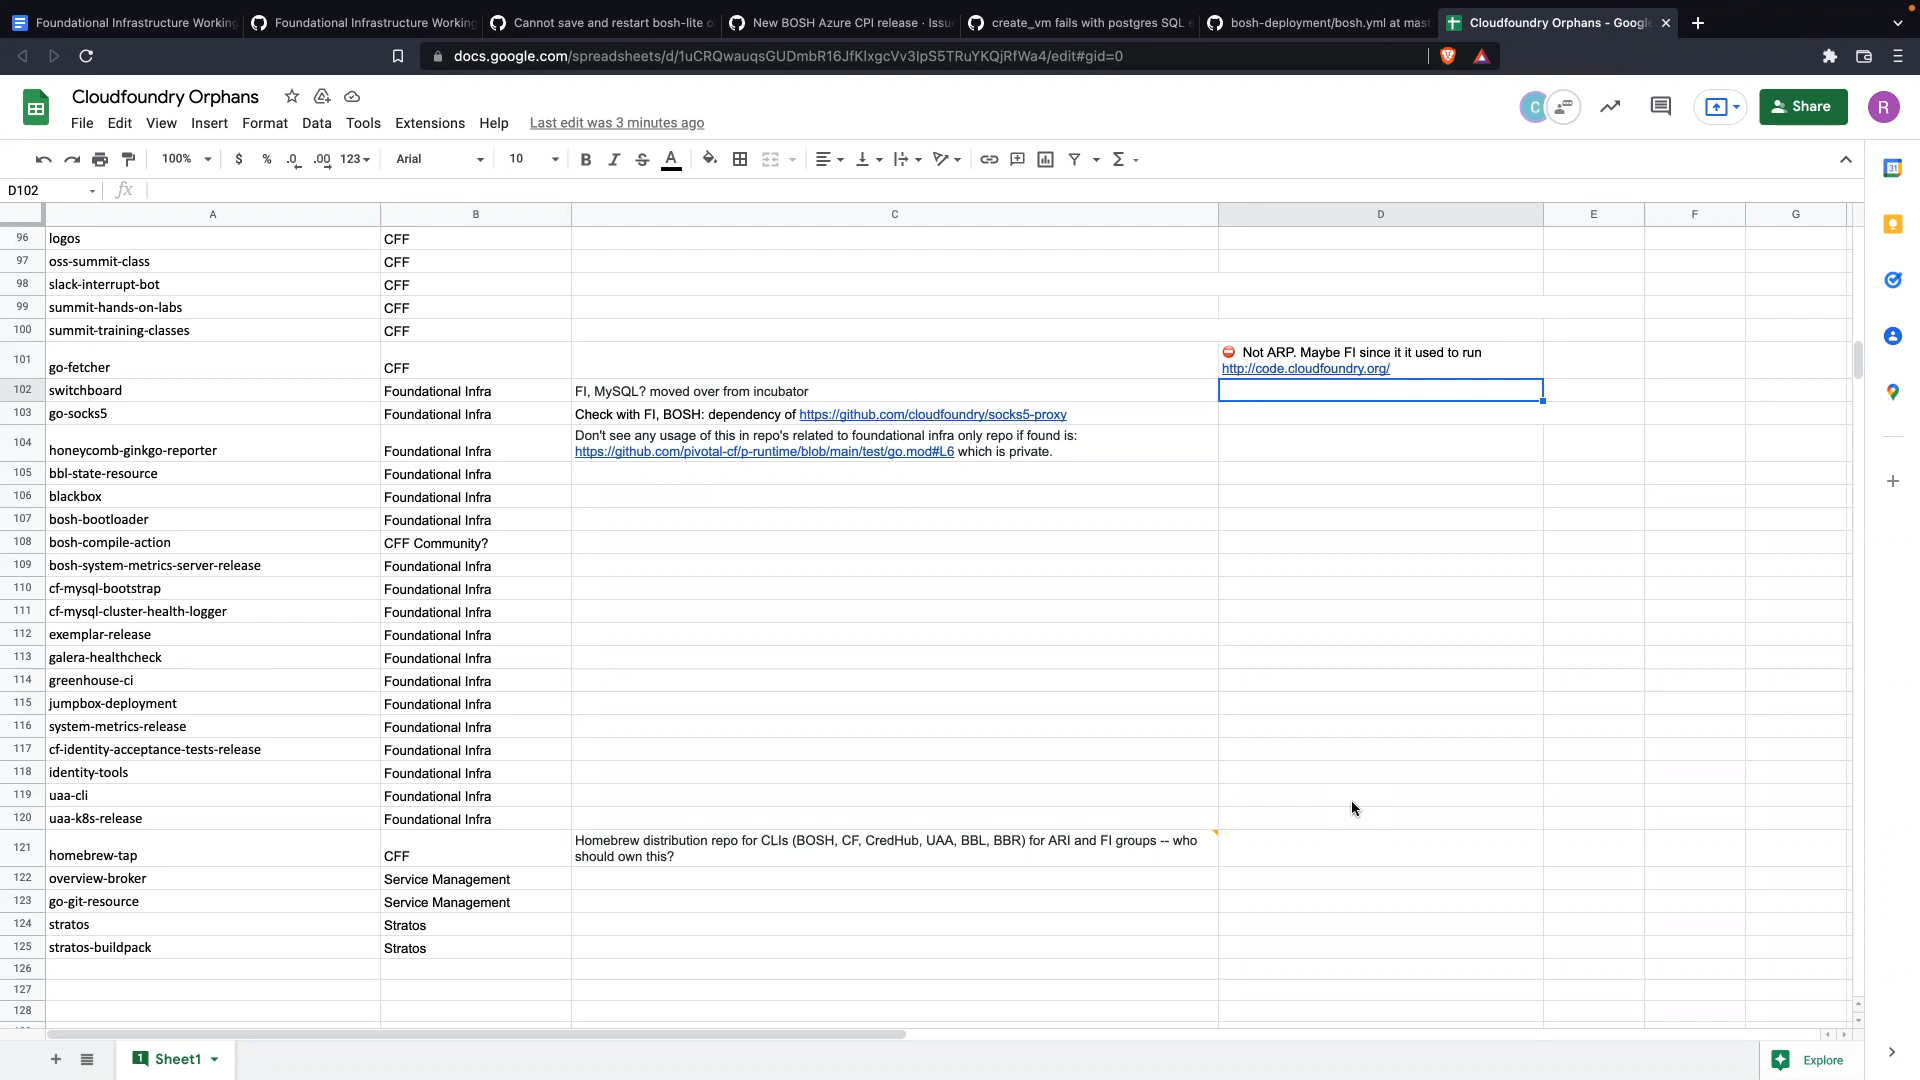 Foundational Infrastructure Working
Foundational Infrastructure Working
Cannot save and restart bosh-lite o
New BOSH Azure CPI release · Issu
create_vm fails with postgres SQL e
bosh-deployment/bosh.yml at mast
Cloudfoundry Orphans - Googl
docs.google.com/spreadsheets/d/1uCRQwauqsGUDmbR16JfKIxgcVv3IpS5TRuYKQjRfWa4/edit#gid=0
Cloudfoundry Orphans
File Edit View Insert Format Data Tools Extensions Help Last edit was 3 minutes ago
C
Share
R
100% $ % .0 .00 123 Arial 10 B I S A
31
D102 fx
A B C D E F G
96 logos CFF
97 oss-summit-class CFF
98 slack-interrupt-bot CFF
99 summit-hands-on-labs CFF
100 summit-training-classes CFF
101 go-fetcher CFF Not ARP. Maybe FI since it it used to run
http://code.cloudfoundry.org/
102 switchboard Foundational Infra FI, MySQL? moved over from incubator
103 go-socks5 Foundational Infra Check with FI, BOSH: dependency of https://github.com/cloudfoundry/socks5-proxy
104 honeycomb-ginkgo-reporter Foundational Infra Don't see any usage of this in repo's related to foundational infra only repo if found is:
https://github.com/pivotal-cf/p-runtime/blob/main/test/go.mod#L6 which is private.
105 bbl-state-resource Foundational Infra
106 blackbox Foundational Infra
107 bosh-bootloader Foundational Infra
108 bosh-compile-action CFF Community?
109 bosh-system-metrics-server-release Foundational Infra
110 cf-mysql-bootstrap Foundational Infra
111 cf-mysql-cluster-health-logger Foundational Infra
112 exemplar-release Foundational Infra
113 galera-healthcheck Foundational Infra
114 greenhouse-ci Foundational Infra
115 jumpbox-deployment Foundational Infra
116 system-metrics-release Foundational Infra
117 cf-identity-acceptance-tests-release Foundational Infra
118 identity-tools Foundational Infra
119 uaa-cli Foundational Infra
120 uaa-k8s-release Foundational Infra
121 homebrew-tap CFF Homebrew distribution repo for CLIs (BOSH, CF, CredHub, UAA, BBL, BBR) for ARI and FI groups -- who
should own this?
122 overview-broker Service Management
123 go-git-resource Service Management
124 stratos Stratos
125 stratos-buildpack Stratos
126
127
128
1 Sheet1
Explore